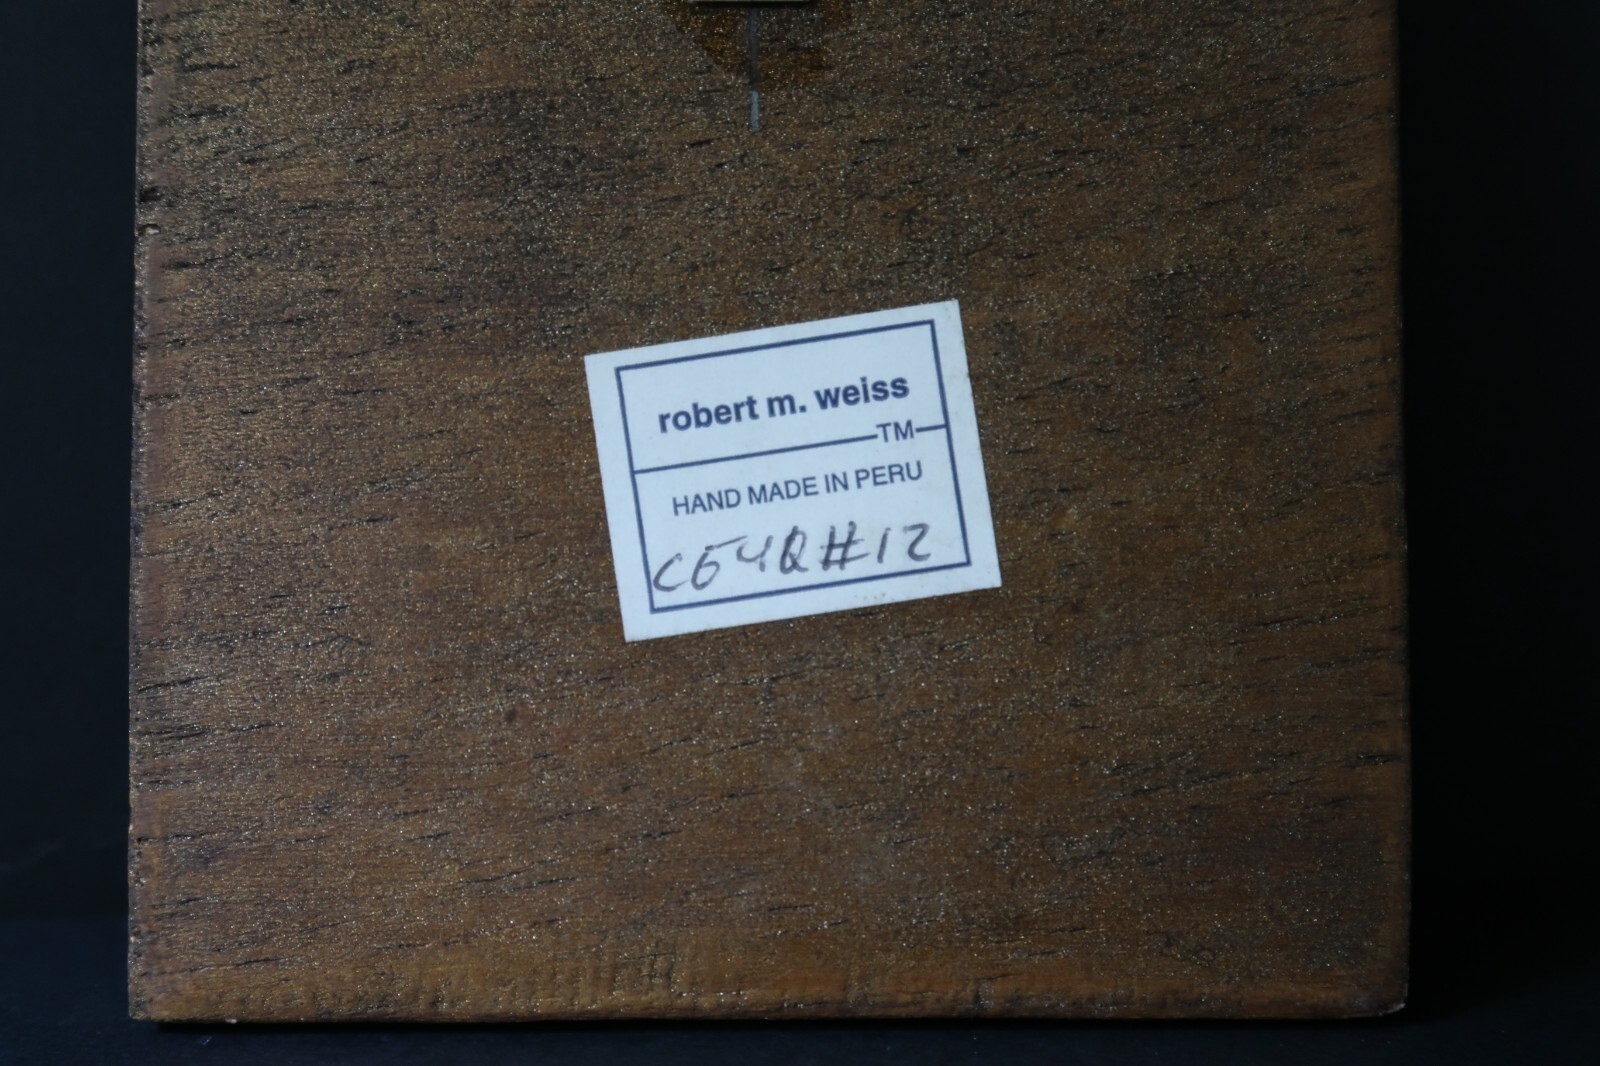 robert m. weiss
TM
HAND MADE IN PERU
C64Q#12